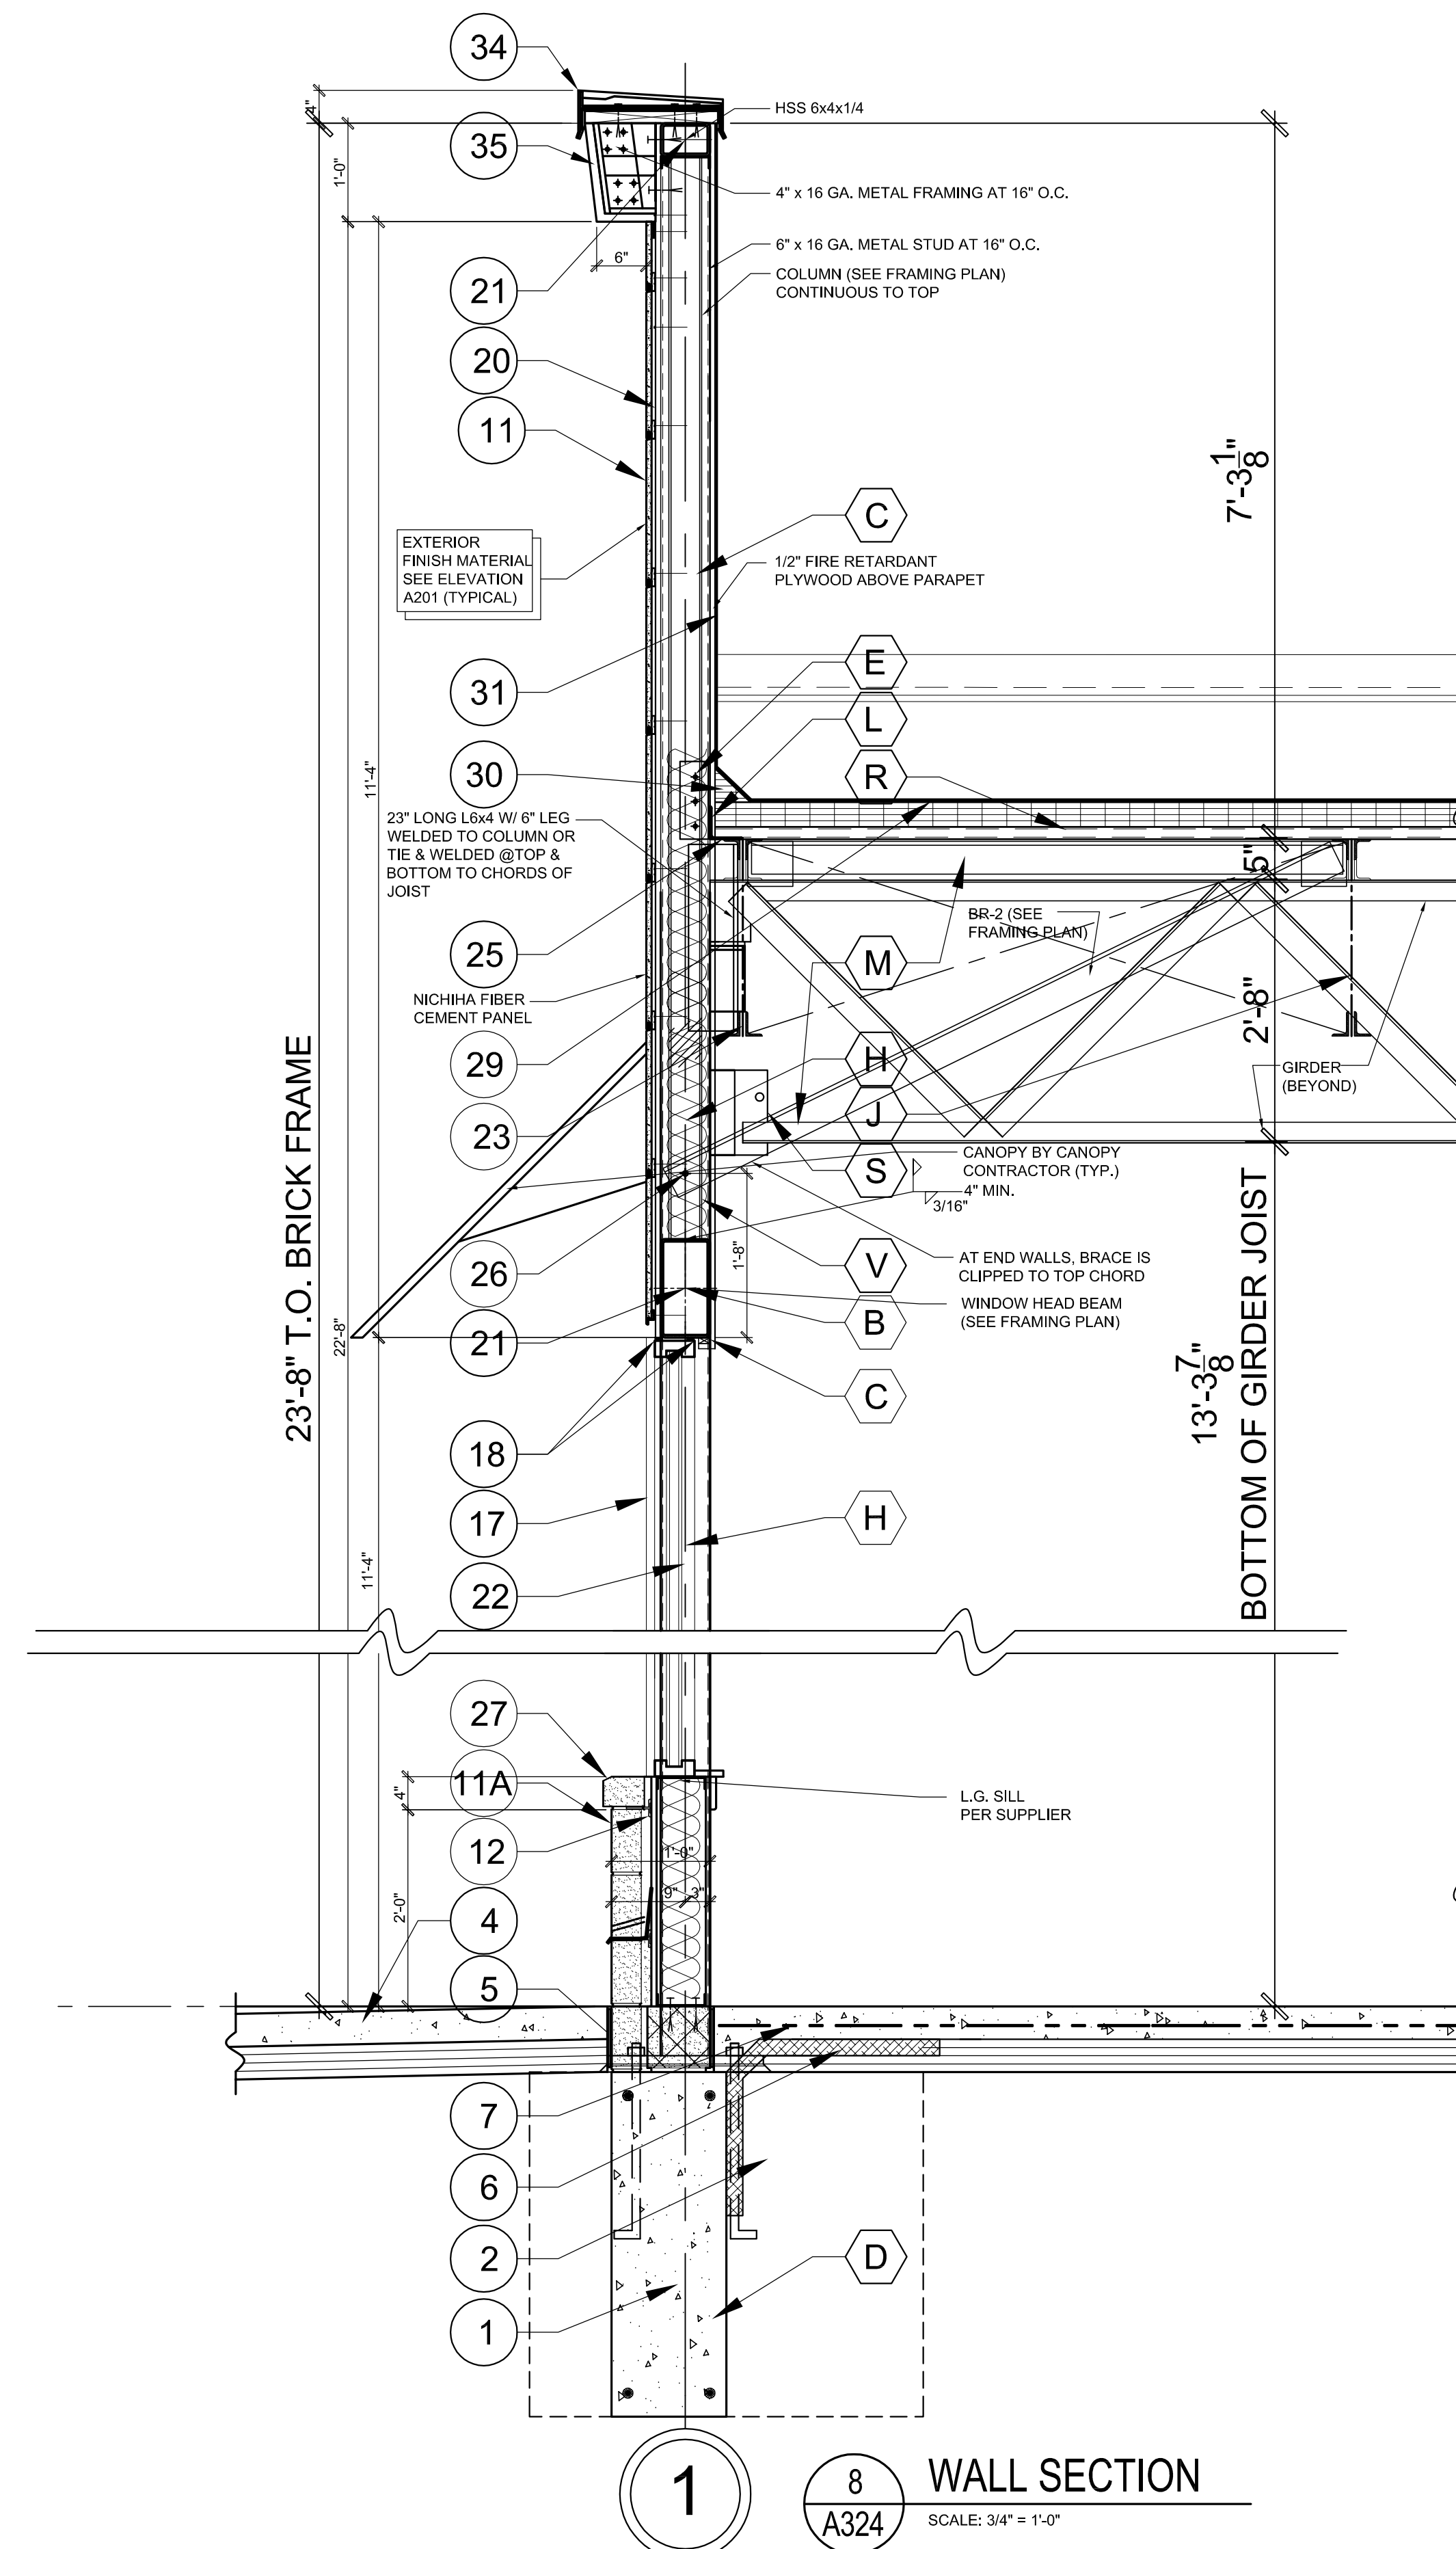 34
4"
HSS 6x4x1/4
35
1'-0"
4" x 16 GA. METAL FRAMING AT 16" O.C.
6" x 16 GA. METAL STUD AT 16" O.C.
6"
COLUMN (SEE FRAMING PLAN)
CONTINUOUS TO TOP
21
20
11
7'-3 1/8"
C
EXTERIOR
FINISH MATERIAL
SEE ELEVATION
A201 (TYPICAL)
1/2" FIRE RETARDANT
PLYWOOD ABOVE PARAPET
31
E
L
30
R
11'-4"
23" LONG L6x4 W/ 6" LEG
WELDED TO COLUMN OR
TIE & WELDED @TOP &
BOTTOM TO CHORDS OF
JOIST
5"
BR-2 (SEE
FRAMING PLAN)
25
M
NICHIHA FIBER
CEMENT PANEL
2'-8"
29
H
GIRDER
(BEYOND)
23
J
S
CANOPY BY CANOPY
CONTRACTOR (TYP.)
4" MIN.
3/16"
23'-8" T.O. BRICK FRAME
26
1'-8"
V
AT END WALLS, BRACE IS
CLIPPED TO TOP CHORD
22'-8"
21
B
WINDOW HEAD BEAM
(SEE FRAMING PLAN)
C
13'-3 7/8"
BOTTOM OF GIRDER JOIST
18
17
H
11'-4"
22
27
11A
4"
L.G. SILL
PER SUPPLIER
12
1'-0"
9"
3"
2'-0"
4
5
7
6
2
D
1
1
8
A324
WALL SECTION
SCALE: 3/4" = 1'-0"